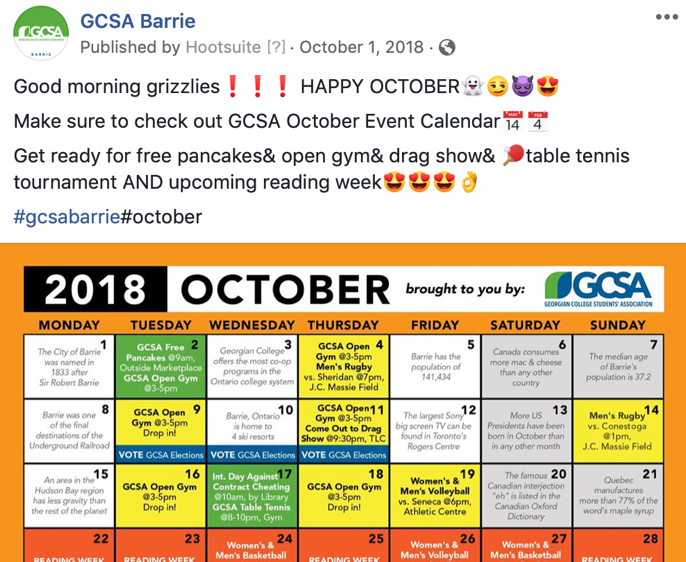 GCSA Barrie
Published by Hootsuite [?] · October 1, 2018 ·
Good morning grizzlies❗❗❗ HAPPY OCTOBER👻😏😈😍
Make sure to check out GCSA October Event Calendar
Get ready for free pancakes& open gym& drag show& 🏓table tennis
tournament AND upcoming reading week😍😍😍👌
#gcsabarrie#october
GCSA
BARRIE
2018 OCTOBER brought to you by: GCSA
GEORGIAN COLLEGE STUDENTS' ASSOCIATION
MONDAY TUESDAY WEDNESDAY THURSDAY FRIDAY SATURDAY SUNDAY
1
The City of Barrie
was named in
1833 after
Sir Robert Barrie
2
GCSA Free
Pancakes @9am,
Outside Marketplace
GCSA Open Gym
@3-5pm
3
Georgian College
offers the most co-op
programs in the
Ontario college system
4
GCSA Open
Gym @3-5pm
Men's Rugby
vs. Sheridan @7pm,
J.C. Massie Field
5
Barrie has the
population of
141,434
6
Canada consumes
more mac & cheese
than any other
country
7
The median age
of Barrie's
population is 37.2
8
Barrie was one
of the final
destinations of the
Underground Railroad
9
GCSA Open
Gym @3-5pm
Drop in!
VOTE GCSA Elections
10
Barrie, Ontario
is home to
4 ski resorts
VOTE GCSA Elections
11
GCSA Open
Gym @3-5pm
Come Out to Drag
Show @9:30pm, TLC
VOTE GCSA Elections
12
The largest Sony
big screen TV can be
found in Toronto's
Rogers Centre
13
More US
Presidents have been
born in October than
in any other month
14
Men's Rugby
vs. Conestoga
@1pm,
J.C. Massie Field
15
An area in the
Hudson Bay region
has less gravity than
the rest of the planet
16
GCSA Open Gym
@3-5pm
Drop in!
17
Int. Day Against
Contract Cheating
@10am, by Library
GCSA Table Tennis
@8-10pm, Gym
18
GCSA Open Gym
@3-5pm
Drop in!
19
Women's &
Men's Volleyball
vs. Seneca @6pm,
Athletic Centre
20
The famous
Canadian interjection
"eh" is listed in the
Canadian Oxford
Dictionary
21
Quebec
manufactures
more than 77% of the
word's maple syrup
22
READING WEEK
23
READING WEEK
24
Women's &
Men's Basketball
25
READING WEEK
26
Women's &
Men's Volleyball
27
Women's &
Men's Basketball
28
READING WEEK